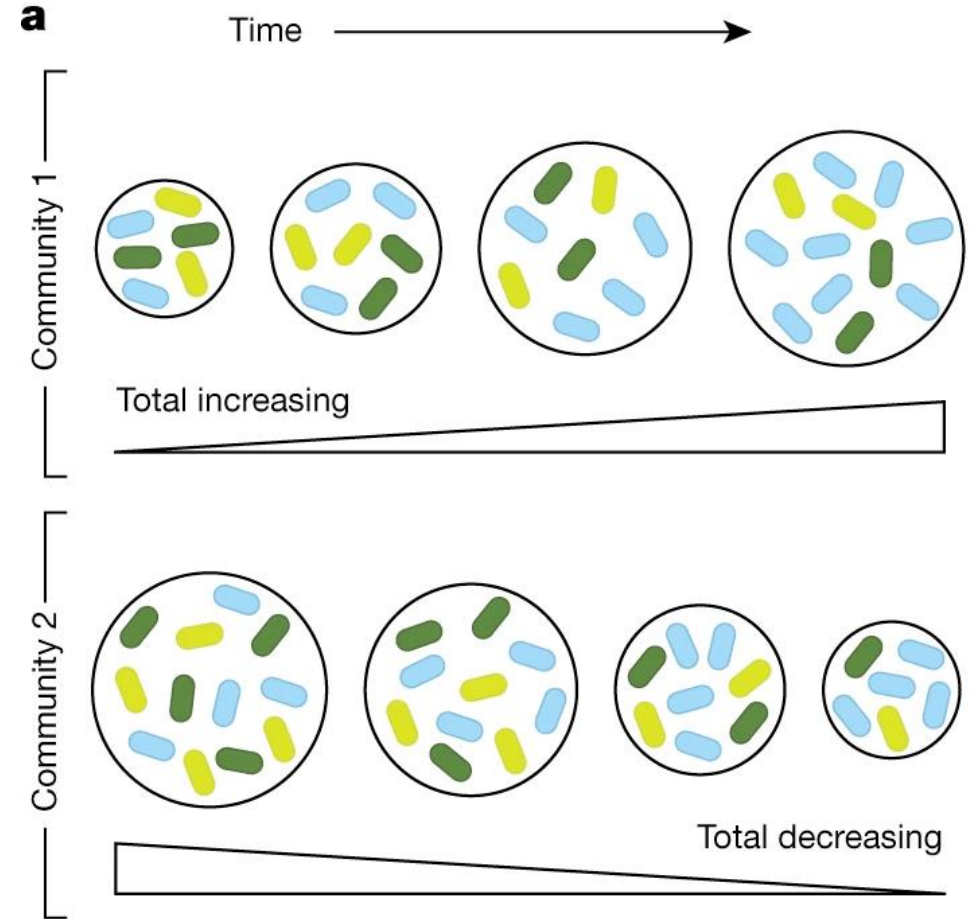 a
Time
Community 1
Total increasing
Community 2
Total decreasing